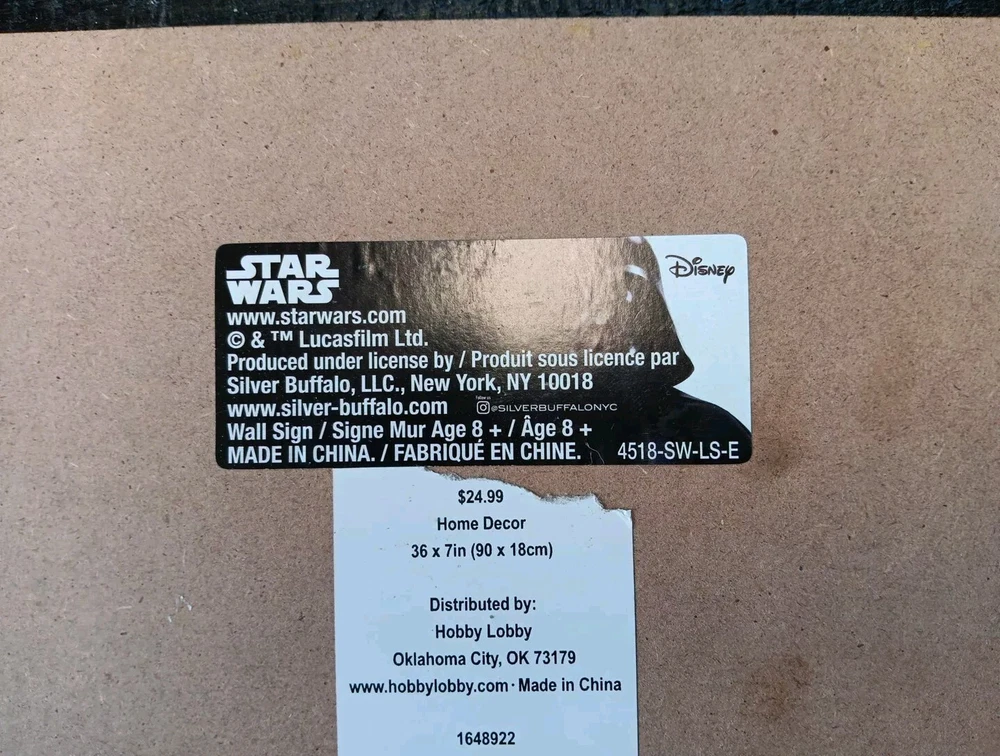 STAR
WARS
Disney
www.starwars.com
© & ™ Lucasfilm Ltd.
Produced under license by / Produit sous licence par
Silver Buffalo, LLC., New York, NY 10018
www.silver-buffalo.com
Follow us
@SILVERBUFFALONYC
Wall Sign / Signe Mur Age 8 + / Âge 8 +
MADE IN CHINA. / FABRIQUÉ EN CHINE.
4518-SW-LS-E
$24.99
Home Decor
36 x 7in (90 x 18cm)
Distributed by:
Hobby Lobby
Oklahoma City, OK 73179
www.hobbylobby.com · Made in China
1648922